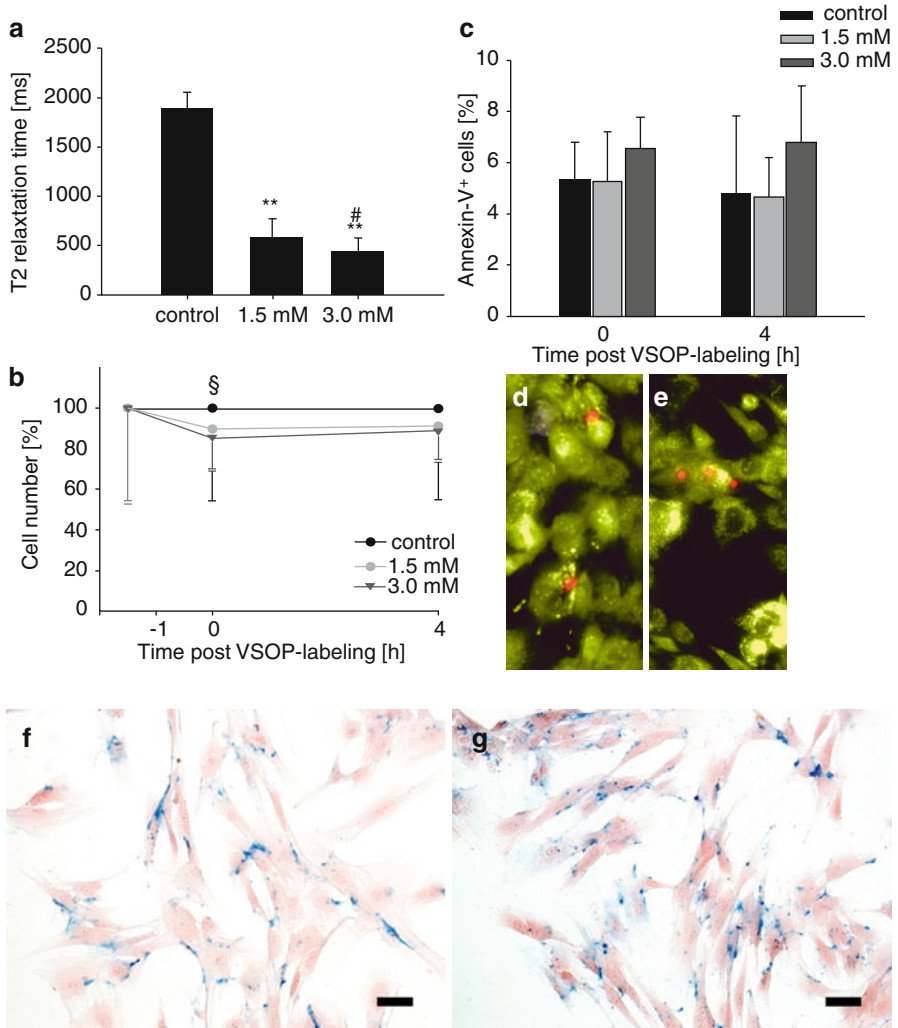 a
T2 relaxtation time [ms]
2500
2000
1500
1000
500
0
**
#
**
control 1.5 mM 3.0 mM
c
control
1.5 mM
3.0 mM
Annexin-V+ cells [%]
10
8
6
4
2
0
0 4
Time post VSOP-labeling [h]
b
Cell number [%]
100
80
60
40
20
0
§
control
1.5 mM
3.0 mM
-1 0 4
Time post VSOP-labeling [h]
d
e
f
g